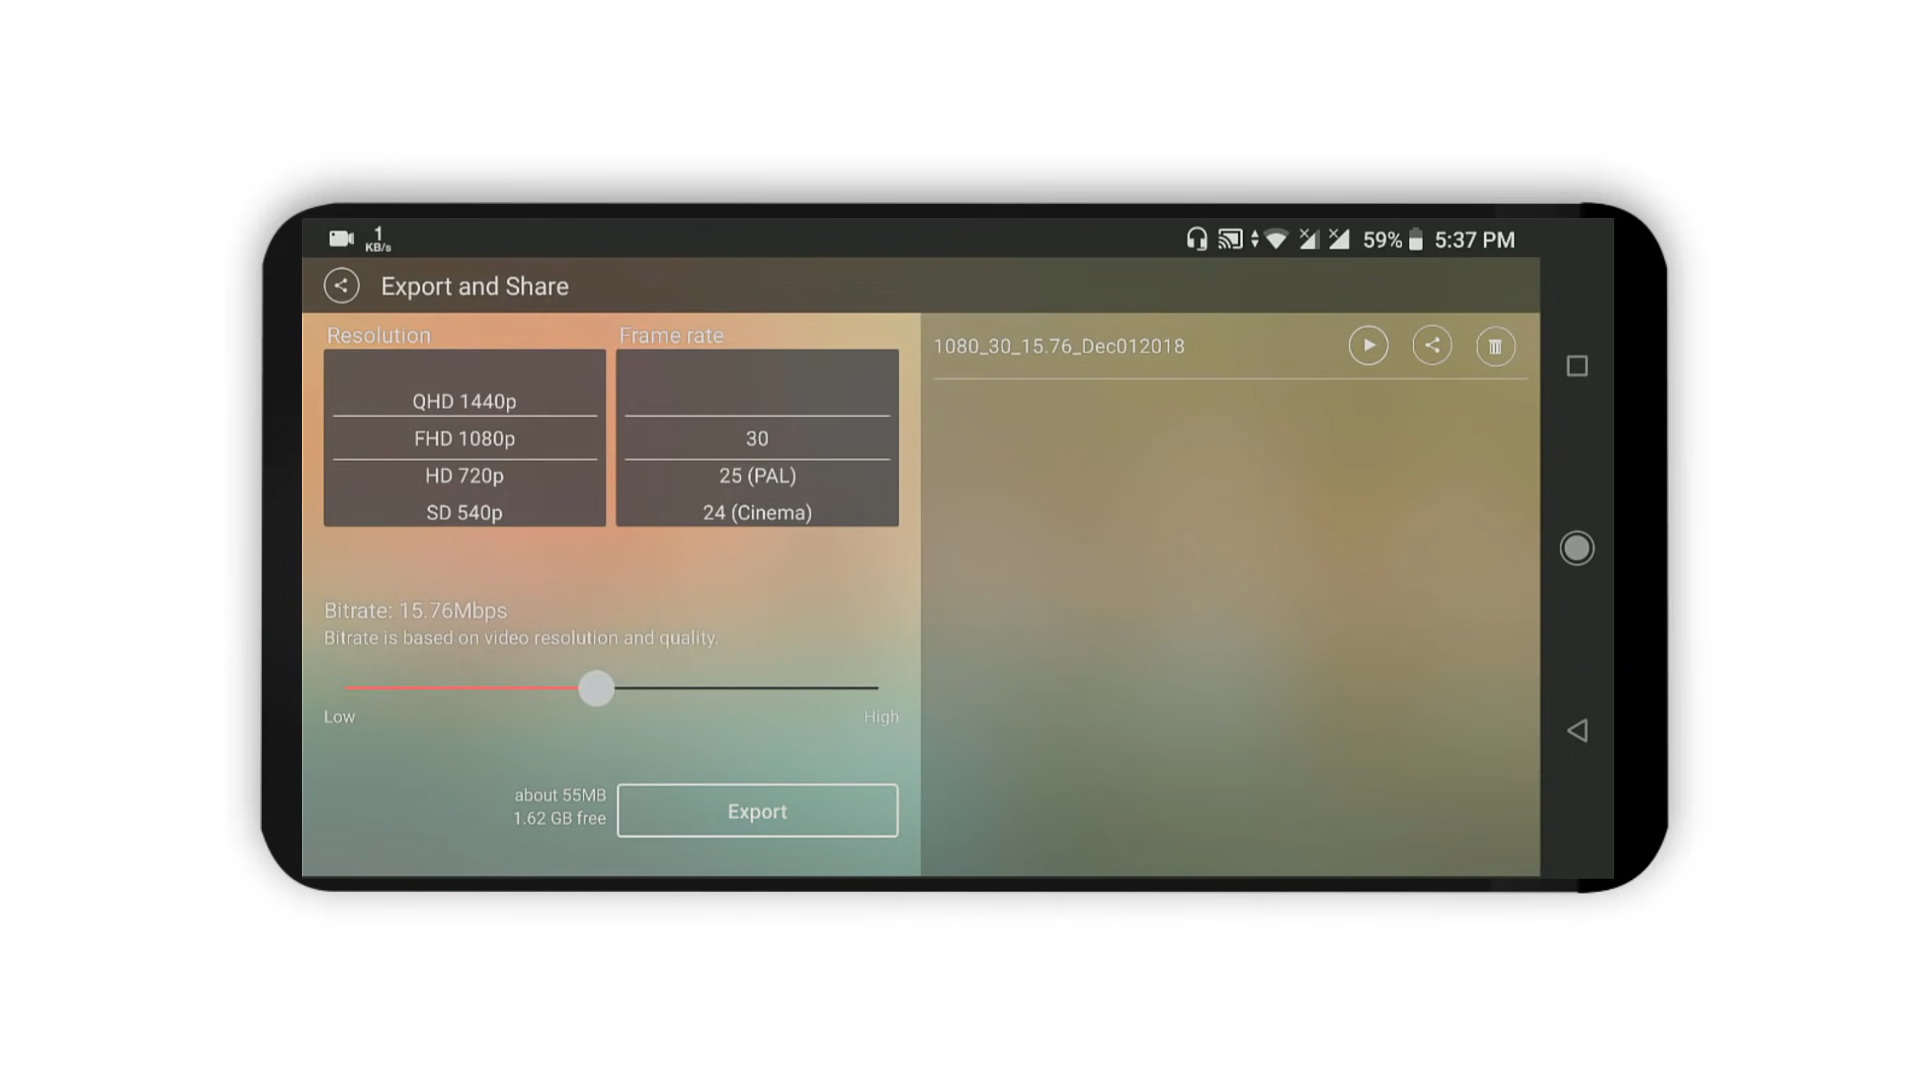 1
KB/s
59%
5:37 PM
Export and Share
Resolution
QHD 1440p
FHD 1080p
HD 720p
SD 540p
Frame rate
30
25 (PAL)
24 (Cinema)
Bitrate: 15.76Mbps
Bitrate is based on video resolution and quality.
Low
High
about 55MB
1.62 GB free
Export
1080_30_15.76_Dec012018